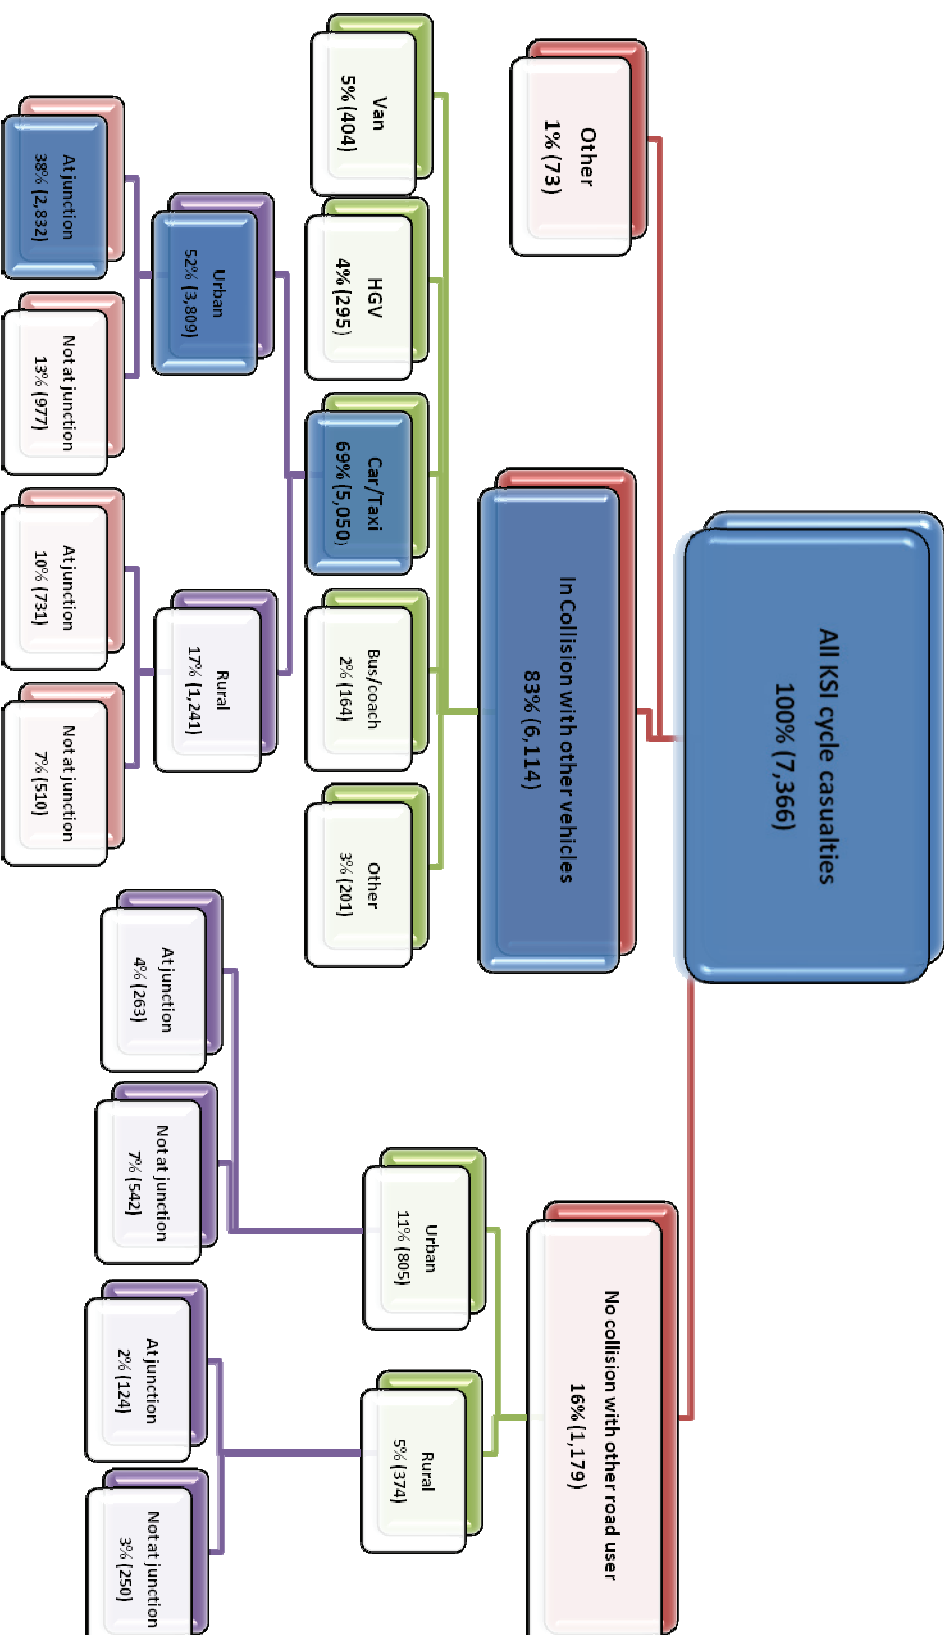 All KSI cycle casualties
100% (7,366)
Other
1% (73)
In Collision with other vehicles
83% (6,114)
No collision with other road user
16% (1,179)
Van
5% (404)
HGV
4% (295)
Car/Taxi
69% (5,050)
Bus/coach
2% (164)
Other
3% (201)
Urban
11% (805)
Rural
5% (374)
Urban
52% (3,809)
Rural
17% (1,241)
At junction
4% (263)
Not at junction
7% (542)
At junction
2% (124)
Not at junction
3% (250)
At junction
38% (2,832)
Not at junction
13% (977)
At junction
10% (731)
Not at junction
7% (510)